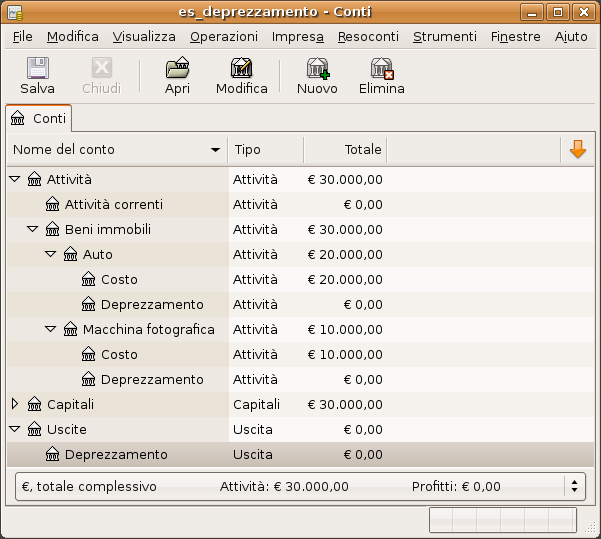 es_deprezzamento - Conti
File Modifica Visualizza Operazioni Impresa Resoconti Strumenti Finestre Aiuto
Salva Chiudi Apri Modifica Nuovo Elimina
Conti
Nome del conto Tipo Totale
Attività Attività € 30.000,00
Attività correnti Attività € 0,00
Beni immobili Attività € 30.000,00
Auto Attività € 20.000,00
Costo Attività € 20.000,00
Deprezzamento Attività € 0,00
Macchina fotografica Attività € 10.000,00
Costo Attività € 10.000,00
Deprezzamento Attività € 0,00
Capitali Capitali € 30.000,00
Uscite Uscita € 0,00
Deprezzamento Uscita € 0,00
€, totale complessivo Attività: € 30.000,00 Profitti: € 0,00